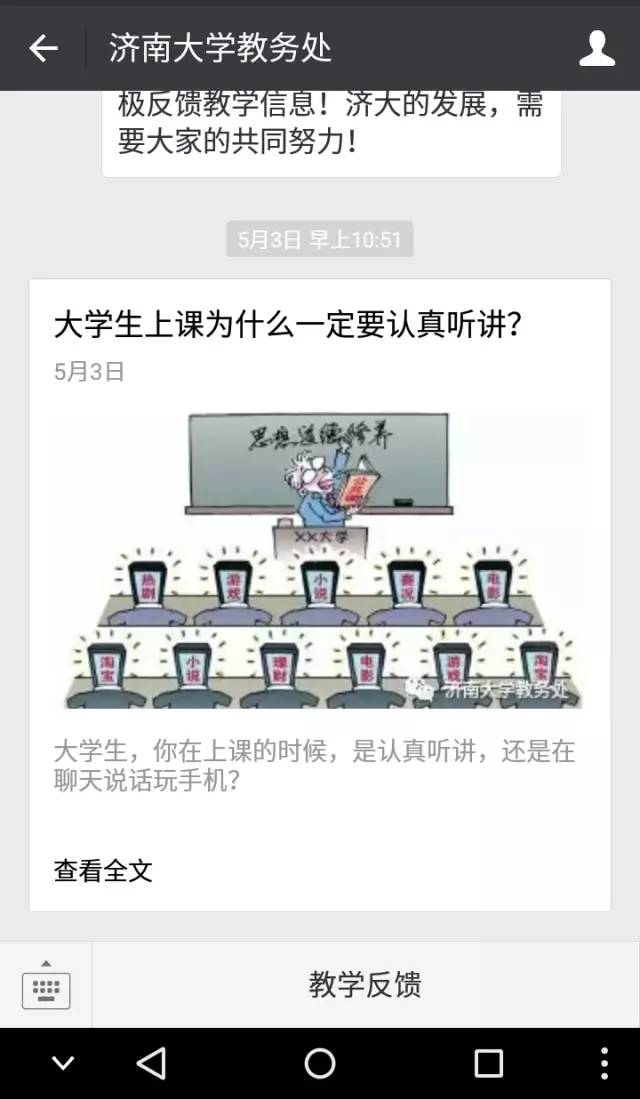 济南大学教务处
极反馈教学信息！济大的发展，需
要大家的共同努力！
5月3日 早上10:51
大学生上课为什么一定要认真听讲？
5月3日
思想道德修养
公共课
XX大学
热剧
游戏
小说
赛况
电影
淘宝
小说
理财
电影
游戏
淘宝
济南大学教务处
大学生，你在上课的时候，是认真听讲，还是在
聊天说话玩手机？
查看全文
教学反馈